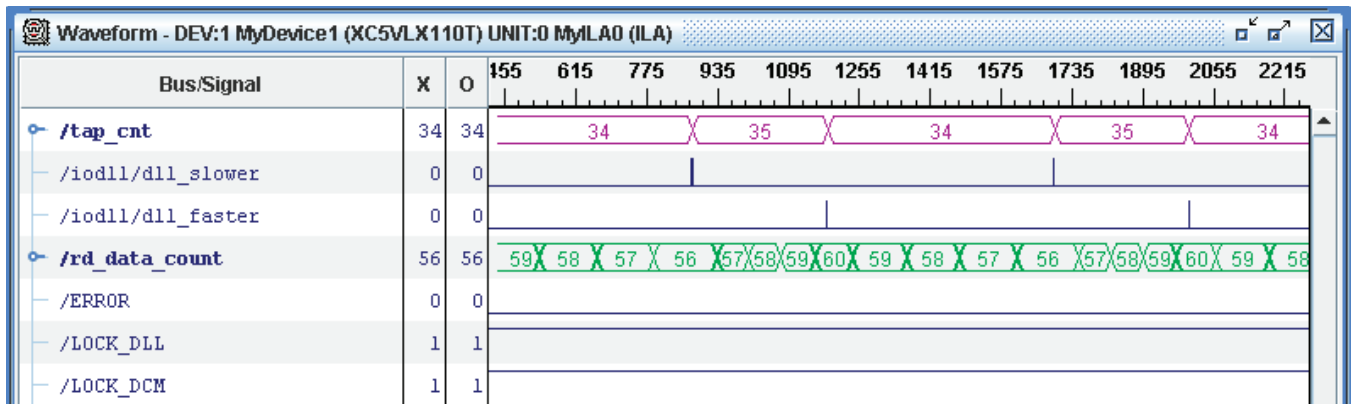 Waveform - DEV:1 MyDevice1 (XC5VLX110T) UNIT:0 MyILA0 (ILA)
Bus/Signal X O 455 615 775 935 1095 1255 1415 1575 1735 1895 2055 2215
/tap_cnt 34 34 34 35 34 35 34
/iodll/dll_slower 0 0
/iodll/dll_faster 0 0
/rd_data_count 56 56 59 58 57 56 57 58 59 60 59 58 57 56 57 58 59 60 59 58
/ERROR 0 0
/LOCK_DLL 1 1
/LOCK_DCM 1 1